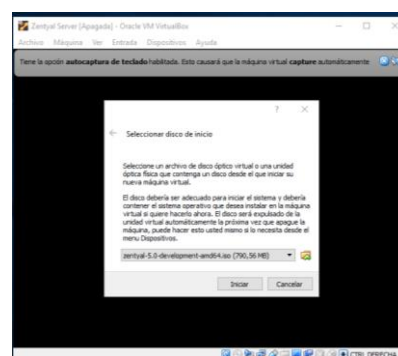 Zentyal Server [Apagada] - Oracle VM VirtualBox
Archivo Máquina Ver Entrada Dispositivos Ayuda
Tiene la opción autocaptura de teclado habilitada. Esto causará que la máquina virtual capture automáticamente
Seleccionar disco de inicio
Seleccione un archivo de disco óptico virtual o una unidad
óptica física que contenga un disco desde el que iniciar su
nueva máquina virtual.
El disco debería ser adecuado para iniciar el sistema y debería
contener el sistema operativo que desea instalar en la máquina
virtual si quiere hacerlo ahora. El disco será expulsado de la
unidad virtual automáticamente la próxima vez que apague la
máquina, puede hacer esto usted mismo si lo necesita desde el
menu Dispositivos.
zentyal-5.0-development-amd64.iso (790,56 MB)
Iniciar Cancelar
CTRL DERECHA